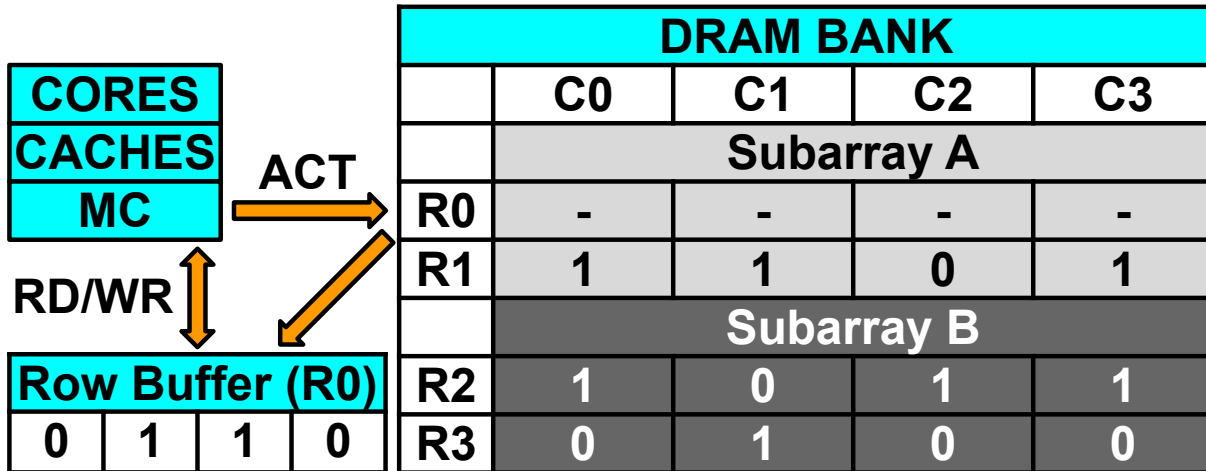 CORES
CACHES
MC
ACT
RD/WR
Row Buffer (R0)
0 1 1 0
DRAM BANK
C0 C1 C2 C3
Subarray A
R0 - - - -
R1 1 1 0 1
Subarray B
R2 1 0 1 1
R3 0 1 0 0